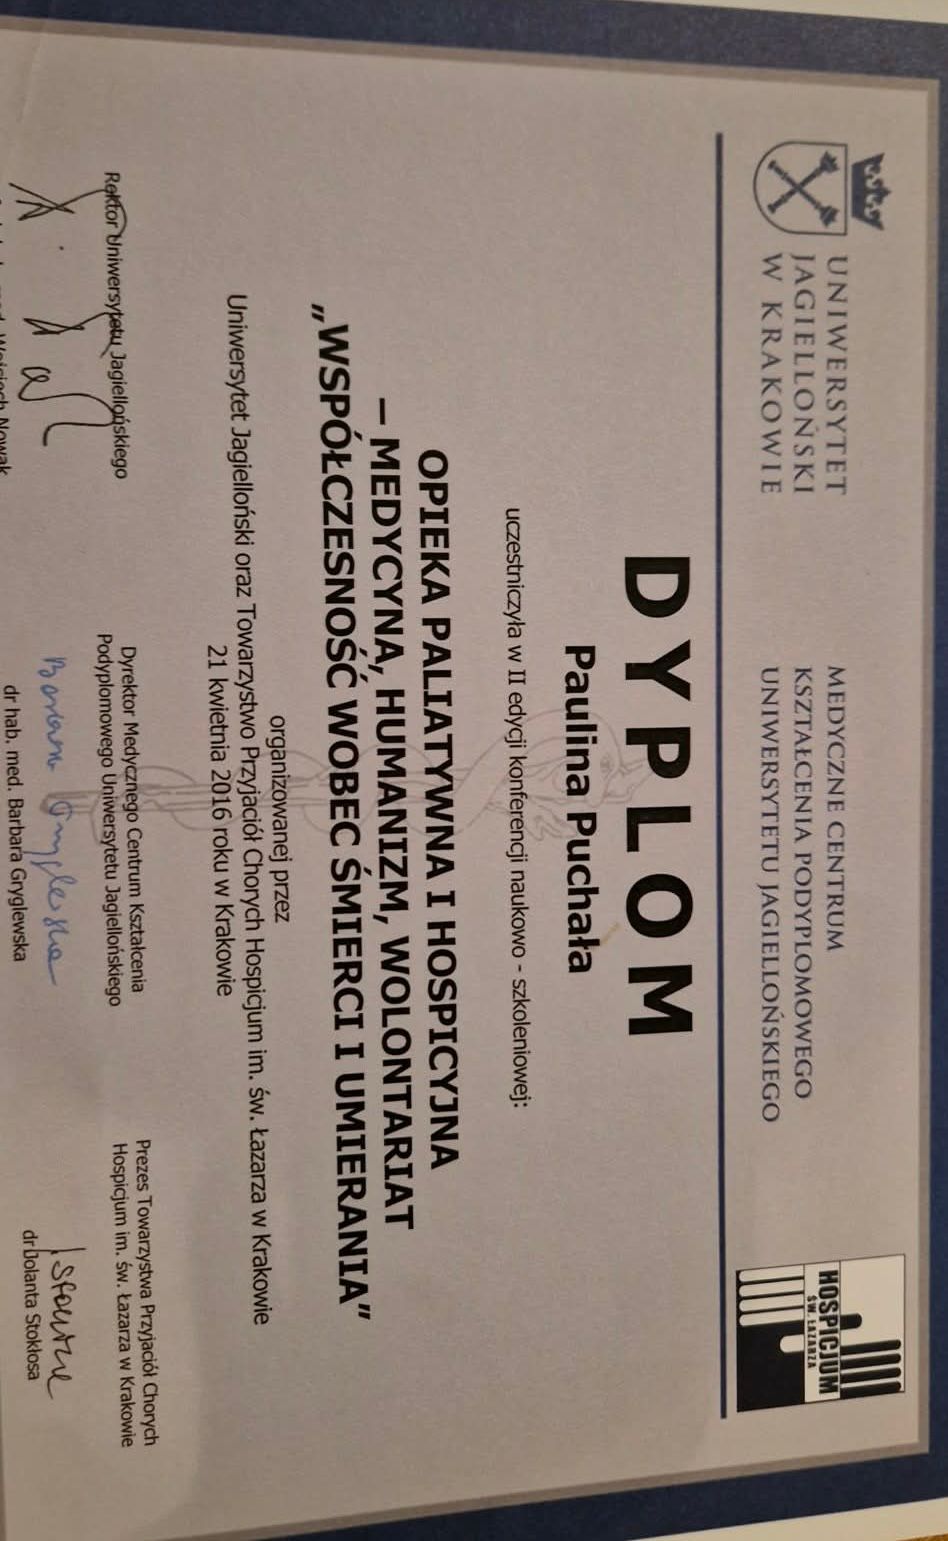 UNIWERSYTET
JAGIELLOŃSKI
W KRAKOWIE
MEDYCZNE CENTRUM
KSZTAŁCENIA PODYPLOMOWEGO
UNIWERSYTETU JAGIELLOŃSKIEGO
HOSPICJUM
ŚW. ŁAZARZA
DYPLOM
Paulina Puchała
uczestniczyła w II edycji konferencji naukowo - szkoleniowej:
OPIEKA PALIATYWNA I HOSPICYJNA
– MEDYCYNA, HUMANIZM, WOLONTARIAT
„WSPÓŁCZESNOŚĆ WOBEC ŚMIERCI I UMIERANIA”
organizowanej przez
Uniwersytet Jagielloński oraz Towarzystwo Przyjaciół Chorych Hospicjum im. św. Łazarza w Krakowie
21 kwietnia 2016 roku w Krakowie
Rektor Uniwersytetu Jagiellońskiego
med. Wojciech Nowak
Dyrektor Medycznego Centrum Kształcenia
Podyplomowego Uniwersytetu Jagiellońskiego
dr hab. med. Barbara Gryglewska
Prezes Towarzystwa Przyjaciół Chorych
Hospicjum im. św. Łazarza w Krakowie
dr Jolanta Stokłosa